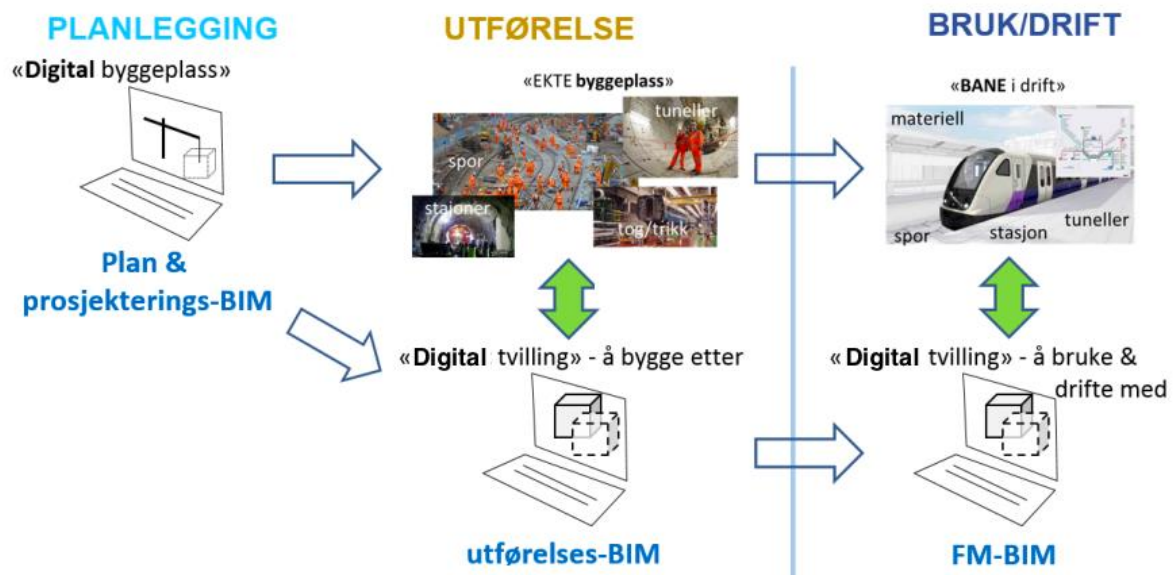 PLANLEGGING
«Digital byggeplass»
Plan &
prosjekterings-BIM
UTFØRELSE
«EKTE byggeplass»
tuneller
spor
stajoner
tog/trikk
«Digital tvilling» - å bygge etter
utførelses-BIM
BRUK/DRIFT
«BANE i drift»
materiell
tuneller
stasjon
spor
«Digital tvilling» - å bruke &
drifte med
FM-BIM